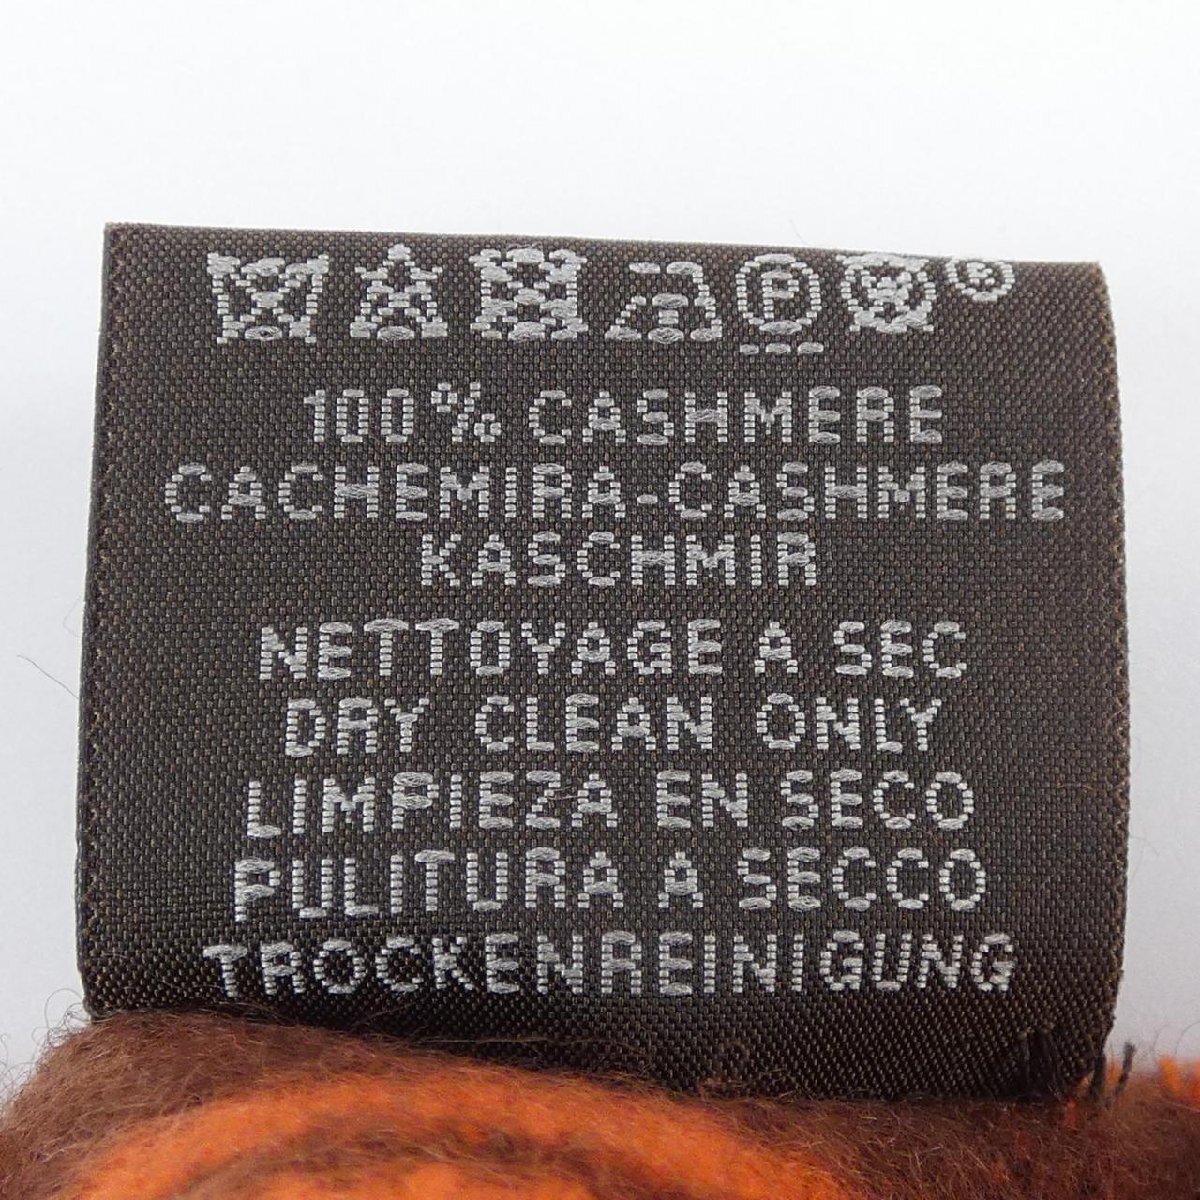 P ®
100% CASHMERE
CACHEMIRA-CASHMERE
KASCHMIR
NETTOYAGE A SEC
DRY CLEAN ONLY
LIMPIEZA EN SECO
PULITURA A SECCO
TROCKENREINIGUNG